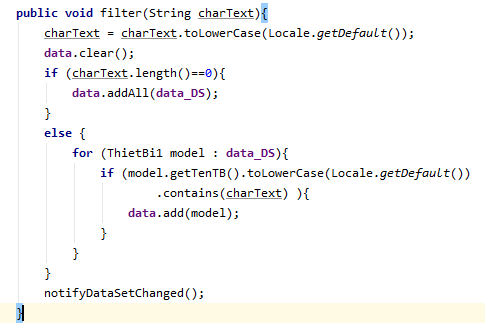 public void filter(String charText){
charText = charText.toLowerCase(Locale.getDefault());
data.clear();
if (charText.length()==0){
data.addAll(data_DS);
}
else {
for (ThietBi1 model : data_DS){
if (model.getTenTB().toLowerCase(Locale.getDefault())
.contains(charText) ){
data.add(model);
}
}
}
notifyDataSetChanged();
}